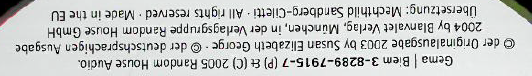 Gema | Biem 3-8289-7915-7 (P) & (C) 2005 Random House Audio.
© der Originalausgabe 2003 by Susan Elizabeth George · © der deutschsprachigen Ausgabe
2004 by Blanvalet Verlag, München, in der Verlagsgruppe Random House GmbH
Übersetzung: Mechthild Sandberg-Ciletti · All rights reserved · Made in the EU